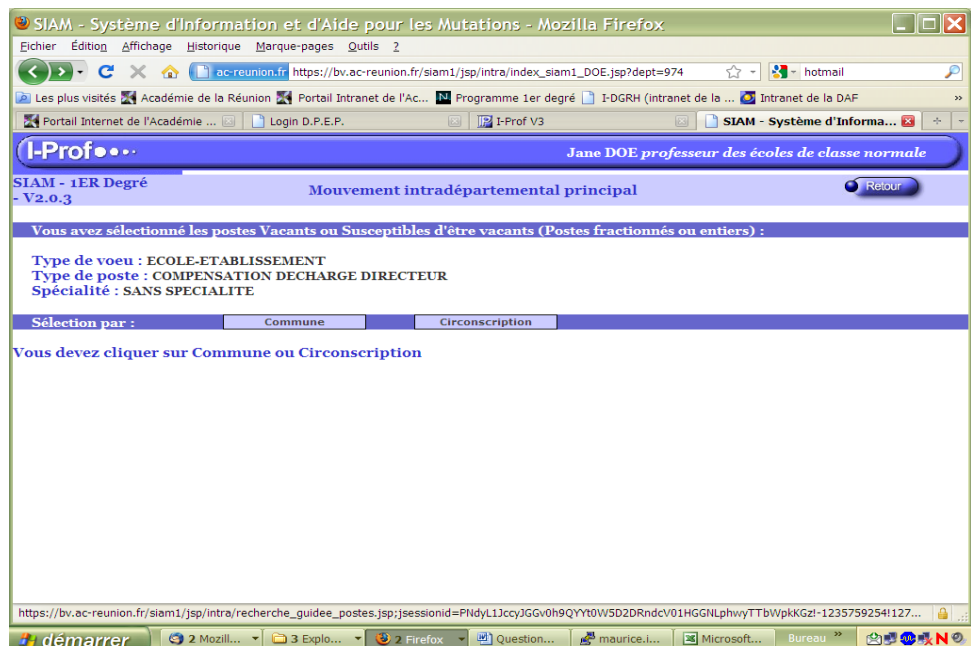 SIAM - Système d'Information et d'Aide pour les Mutations - Mozilla Firefox
Fichier Édition Affichage Historique Marque-pages Outils ?
ac-reunion.fr https://bv.ac-reunion.fr/siam1/jsp/intra/index_siam1_DOE.jsp?dept=974 hotmail
Les plus visités Académie de la Réunion Portail Intranet de l'Ac... Programme 1er degré I-DGRH (intranet de la ... Intranet de la DAF »
Portail Internet de l'Académie ... Login D.P.E.P. I-Prof V3 SIAM - Système d'Informa...
I-Prof
Jane DOE professeur des écoles de classe normale
SIAM - 1ER Degré
- V2.0.3
Mouvement intradépartemental principal
Retour
Vous avez sélectionné les postes Vacants ou Susceptibles d'être vacants (Postes fractionnés ou entiers) :
Type de voeu : ECOLE-ETABLISSEMENT
Type de poste : COMPENSATION DECHARGE DIRECTEUR
Spécialité : SANS SPECIALITE
Sélection par : Commune Circonscription
Vous devez cliquer sur Commune ou Circonscription
https://bv.ac-reunion.fr/siam1/jsp/intra/recherche_guidee_postes.jsp;jsessionid=PNdyL1JccyJGGv0h9QYYt0W5D2DRndcV01HGGNLphwyTTbWpkKGz!-1235759254!127...
démarrer 2 Mozill... 3 Explo... 2 Firefox Question... maurice.i... Microsoft... Bureau »